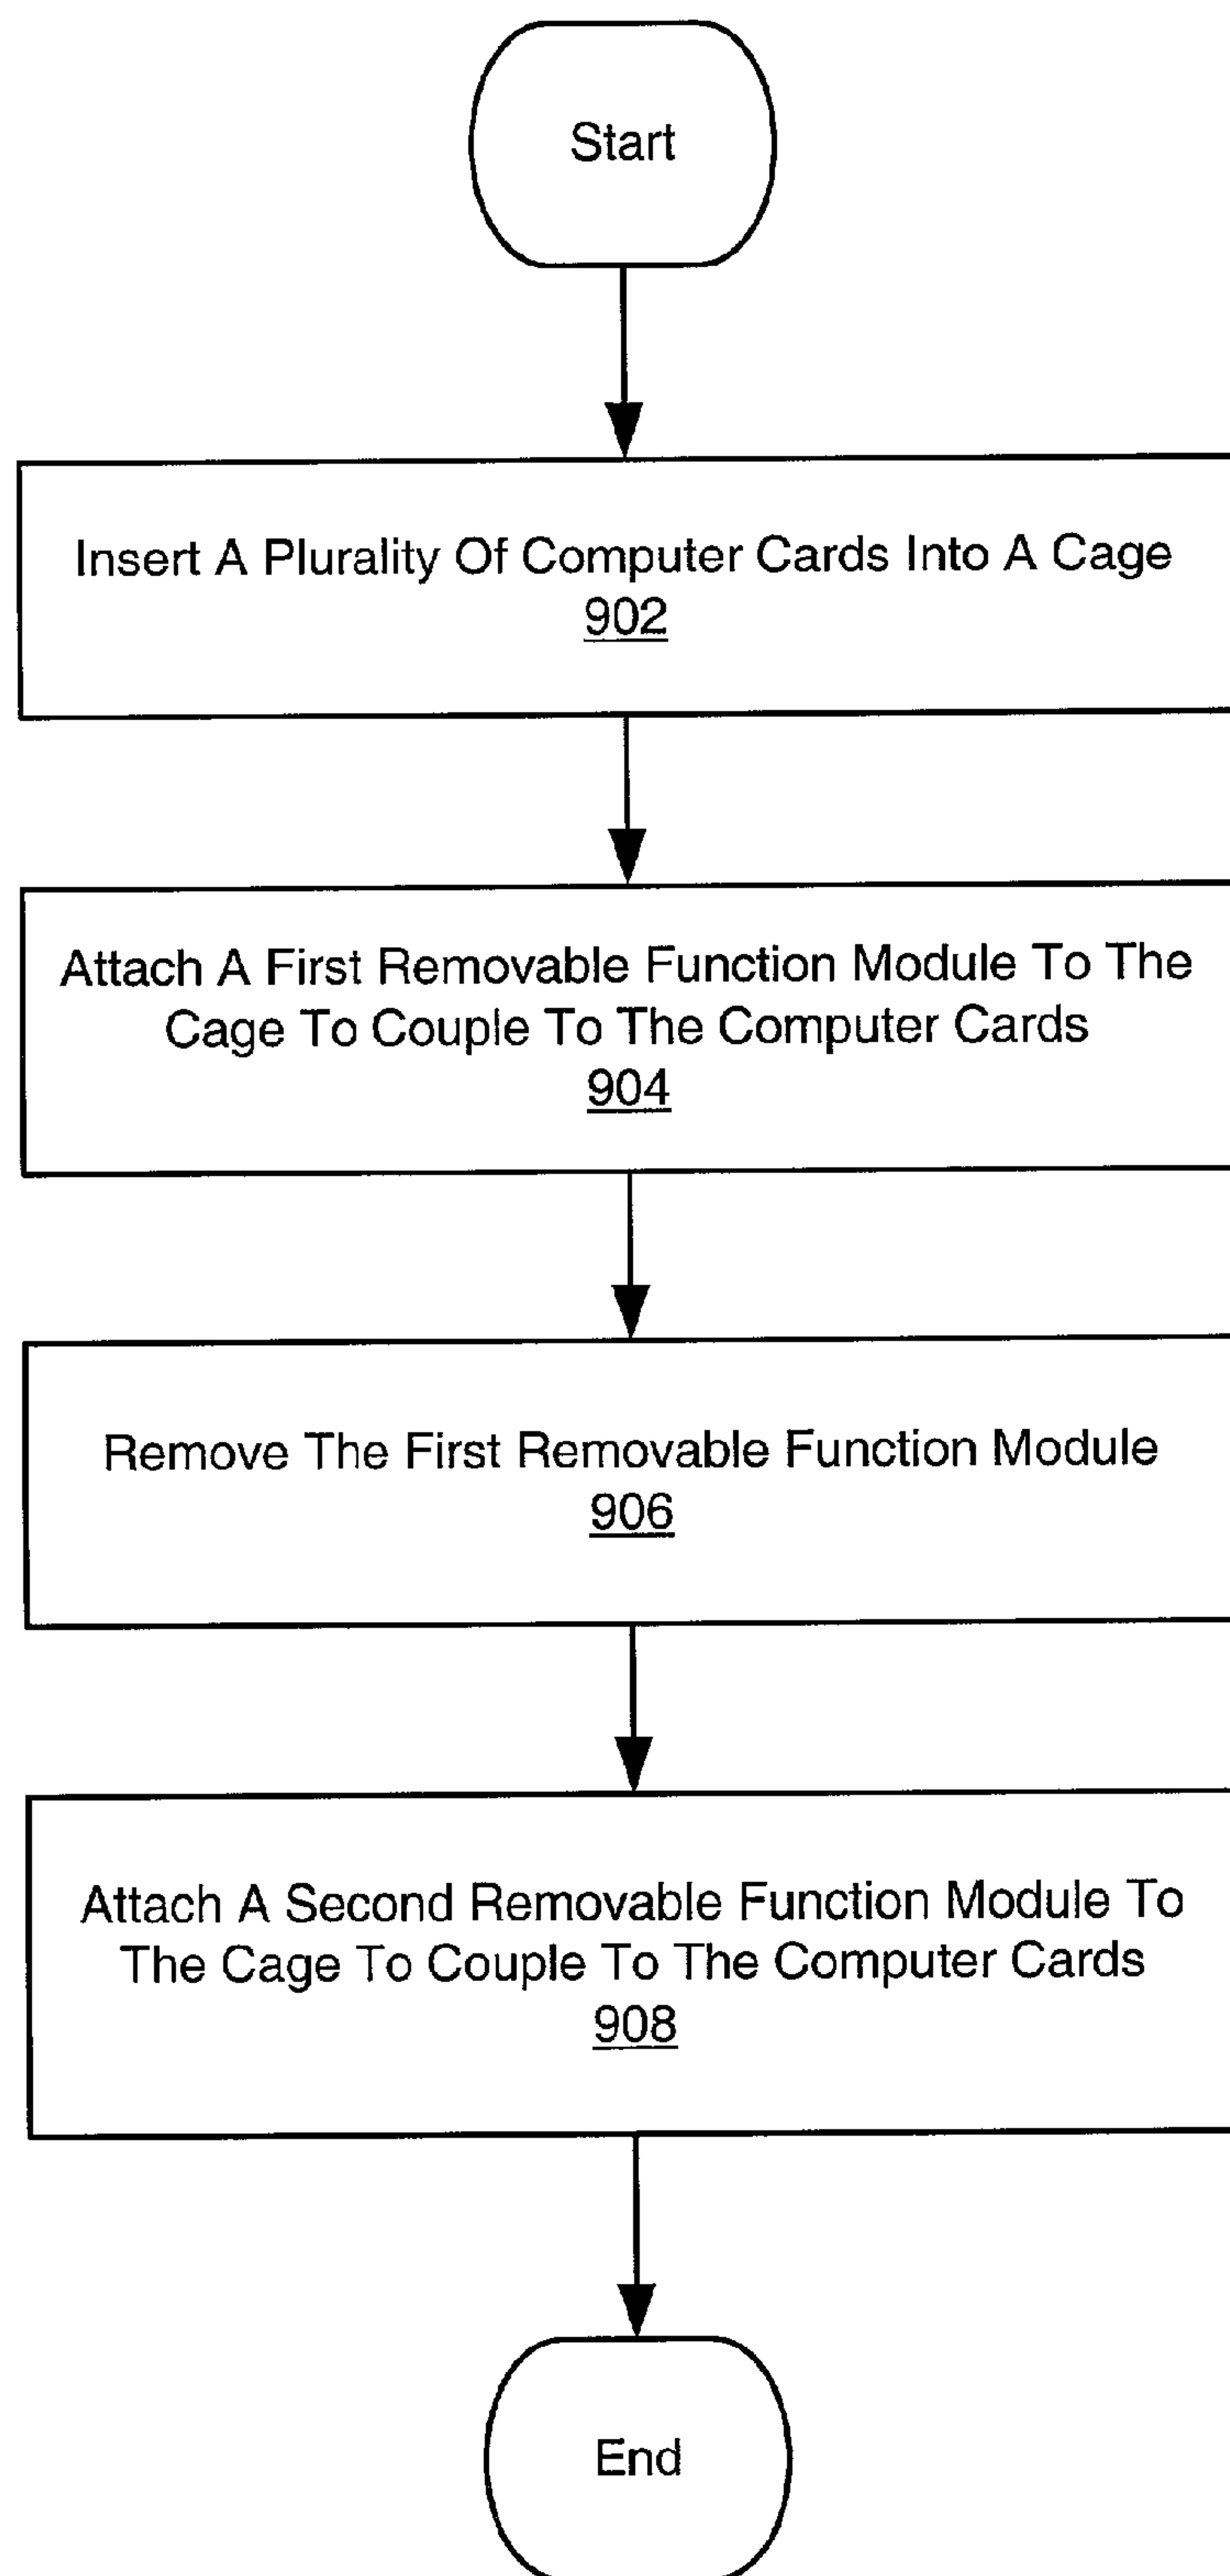 Start
Insert A Plurality Of Computer Cards Into A Cage
902
Attach A First Removable Function Module To The
Cage To Couple To The Computer Cards
904
Remove The First Removable Function Module
906
Attach A Second Removable Function Module To
The Cage To Couple To The Computer Cards
908
End